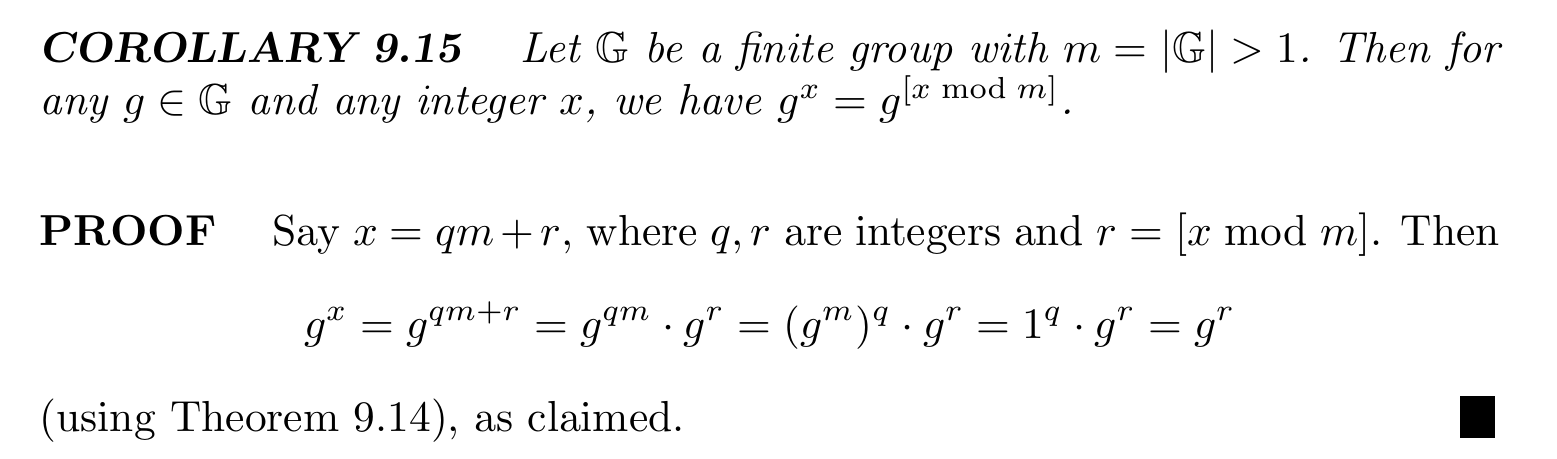 COROLLARY 9.15 Let 𝔾 be a finite group with m = |𝔾| > 1. Then for
any g ∈ 𝔾 and any integer x, we have g^x = g^{[x mod m]}.
PROOF Say x = qm + r, where q, r are integers and r = [x mod m]. Then
g^x = g^{qm+r} = g^{qm} · g^r = (g^m)^q · g^r = 1^q · g^r = g^r
(using Theorem 9.14), as claimed. ■